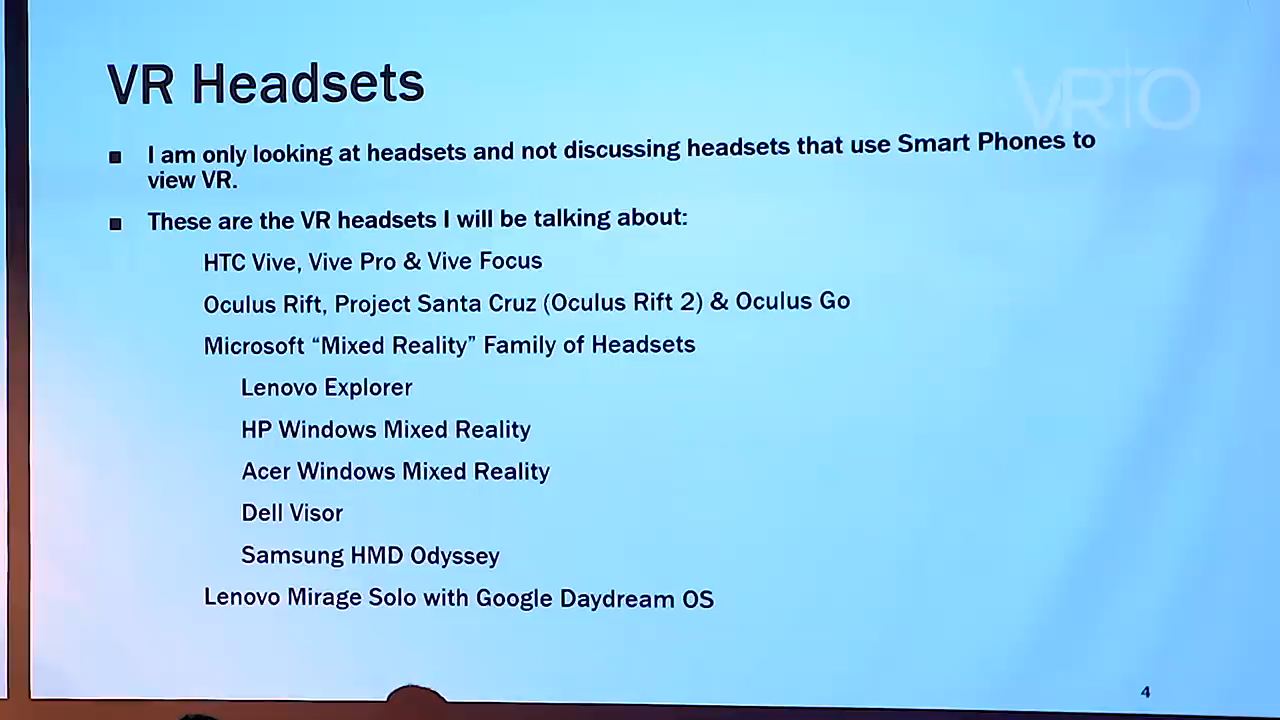 VR Headsets
VRTO
■ I am only looking at headsets and not discussing headsets that use Smart Phones to
view VR.
■ These are the VR headsets I will be talking about:
HTC Vive, Vive Pro & Vive Focus
Oculus Rift, Project Santa Cruz (Oculus Rift 2) & Oculus Go
Microsoft “Mixed Reality” Family of Headsets
Lenovo Explorer
HP Windows Mixed Reality
Acer Windows Mixed Reality
Dell Visor
Samsung HMD Odyssey
Lenovo Mirage Solo with Google Daydream OS
4